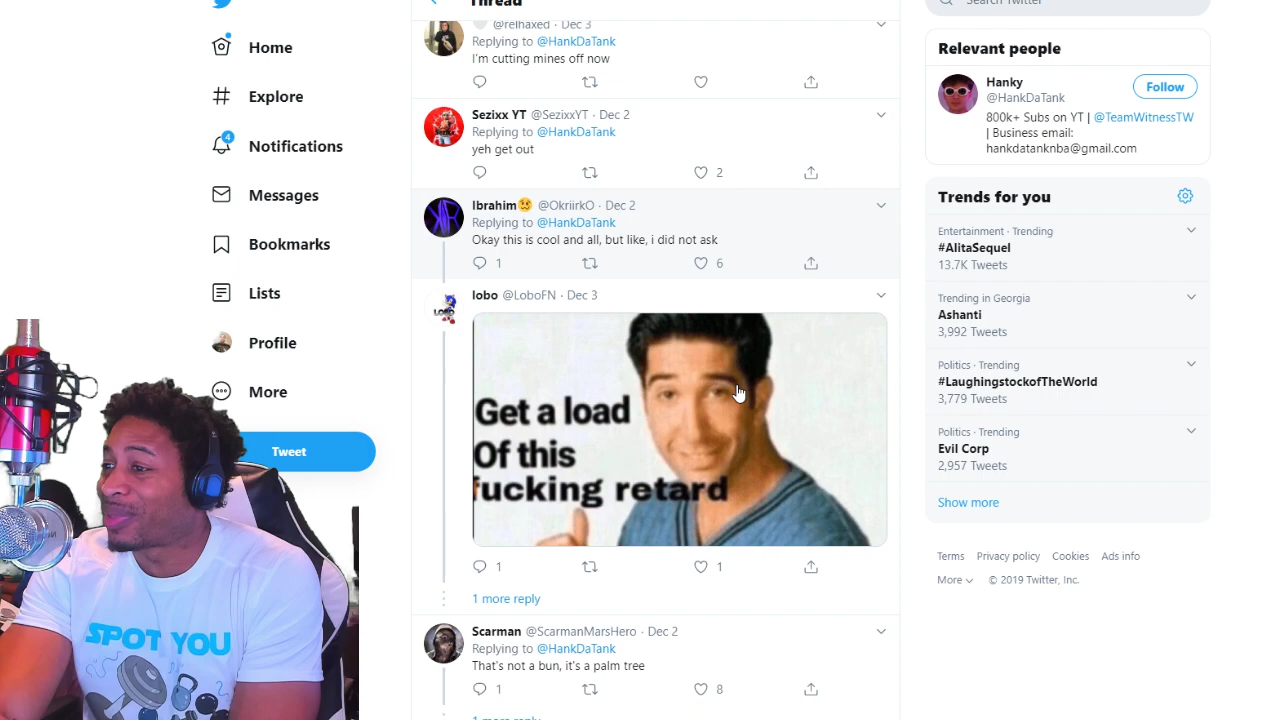 Home
Explore
4
Notifications
Messages
Bookmarks
Lists
Profile
More
Tweet
SPOT YOU
Thread
@relhaxed · Dec 3
Replying to @HankDaTank
I'm cutting mines off now
Sezixx YT @SezixxYT · Dec 2
Replying to @HankDaTank
yeh get out
2
Ibrahim🥴 @OkriirkO · Dec 2
Replying to @HankDaTank
Okay this is cool and all, but like, i did not ask
1 6
lobo @LoboFN · Dec 3
LOBO
Get a load
Of this
fucking retard
1 1
1 more reply
Scarman @ScarmanMarsHero · Dec 2
Replying to @HankDaTank
That's not a bun, it's a palm tree
1 8
1 more reply
Search Twitter
Relevant people
Hanky
@HankDaTank
Follow
800k+ Subs on YT | @TeamWitnessTW
| Business email:
hankdatanknba@gmail.com
Trends for you
Entertainment · Trending
#AlitaSequel
13.7K Tweets
Trending in Georgia
Ashanti
3,992 Tweets
Politics · Trending
#LaughingstockofTheWorld
3,779 Tweets
Politics · Trending
Evil Corp
2,957 Tweets
Show more
Terms Privacy policy Cookies Ads info
More © 2019 Twitter, Inc.